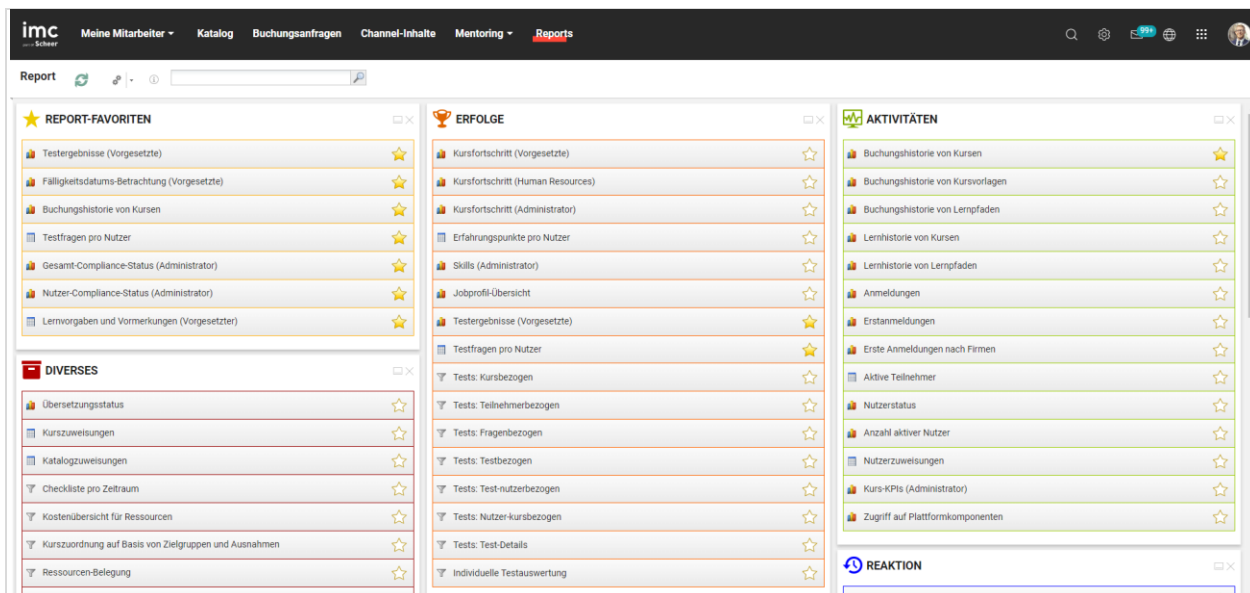 imc
Scheer
Meine Mitarbeiter
Katalog
Buchungsanfragen
Channel-Inhalte
Mentoring
Reports
99+
Report
REPORT-FAVORITEN
Testergebnisse (Vorgesetzte)
Fälligkeitsdatums-Betrachtung (Vorgesetzte)
Buchungshistorie von Kursen
Testfragen pro Nutzer
Gesamt-Compliance-Status (Administrator)
Nutzer-Compliance-Status (Administrator)
Lernvorgaben und Vormerkungen (Vorgesetzter)
DIVERSES
Übersetzungsstatus
Kurszuweisungen
Katalogzuweisungen
Checkliste pro Zeitraum
Kostenübersicht für Ressourcen
Kurszuordnung auf Basis von Zielgruppen und Ausnahmen
Ressourcen-Belegung
ERFOLGE
Kursfortschritt (Vorgesetzte)
Kursfortschritt (Human Resources)
Kursfortschritt (Administrator)
Erfahrungspunkte pro Nutzer
Skills (Administrator)
Jobprofil-Übersicht
Testergebnisse (Vorgesetzte)
Testfragen pro Nutzer
Tests: Kursbezogen
Tests: Teilnehmerbezogen
Tests: Fragenbezogen
Tests: Testbezogen
Tests: Test-nutzerbezogen
Tests: Nutzer-kursbezogen
Tests: Test-Details
Individuelle Testauswertung
AKTIVITÄTEN
Buchungshistorie von Kursen
Buchungshistorie von Kursvorlagen
Buchungshistorie von Lernpfaden
Lernhistorie von Kursen
Lernhistorie von Lernpfaden
Anmeldungen
Erstanmeldungen
Erste Anmeldungen nach Firmen
Aktive Teilnehmer
Nutzerstatus
Anzahl aktiver Nutzer
Nutzerzuweisungen
Kurs-KPIs (Administrator)
Zugriff auf Plattformkomponenten
REAKTION